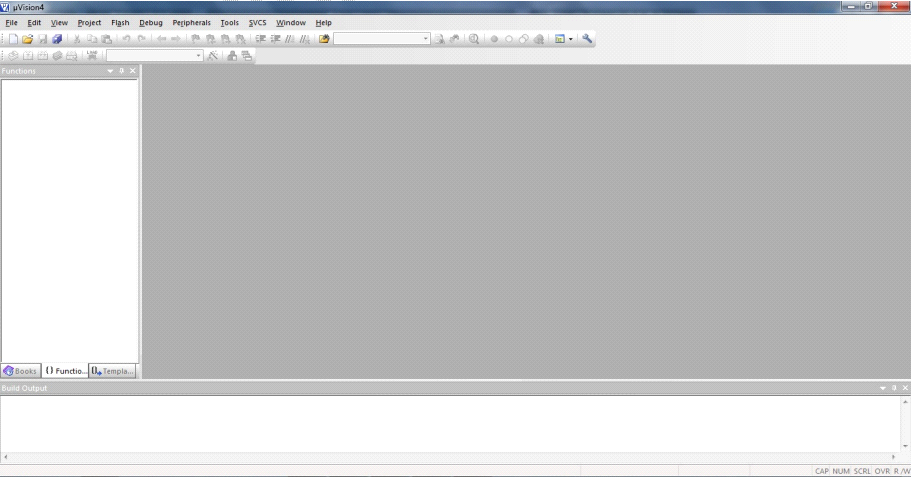 µVision4
File Edit View Project Flash Debug Peripherals Tools SVCS Window Help
LOAD
Functions
Books {} Functio... Templa...
Build Output
CAP NUM SCRL OVR R/W